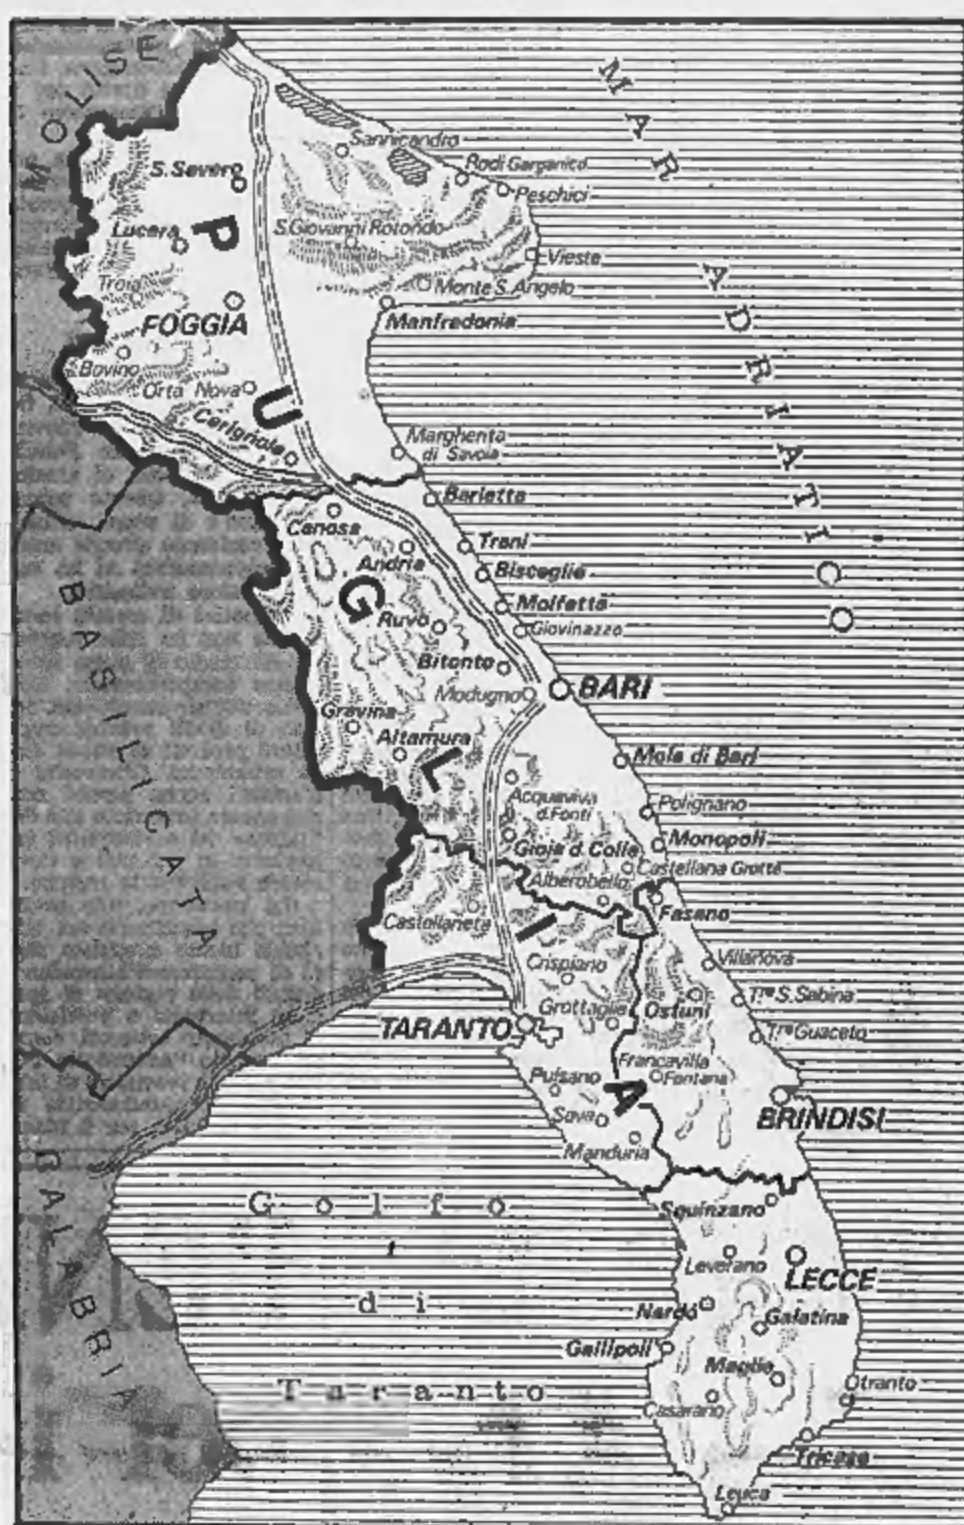 MOLISE
MAR ADRIATICO
Sannicandro
Rodi Garganico
S. Severo
Peschici
Lucera
S. Giovanni Rotondo
Vieste
Troia
Monte S. Angelo
FOGGIA
Manfredonia
Bovino
Orta Nova
Cerignola
Margherita
di Savoia
Barletta
Canosa
Trani
Andria
Bisceglie
Molfetta
Ruvo
Giovinazzo
Bitonto
Modugno
BARI
Gravina
Altamura
Mola di Bari
Acquaviva
d. Fonti
Polignano
Gioia d. Colle
Monopoli
Castellana Grotte
Alberobello
Castellaneta
Fasano
PUGLIA
Crispiano
Villanova
Grottaglie
Ostuni
Tre S. Sabina
TARANTO
Tre Guaceto
Francavilla
Fontana
Pulsano
Sava
BRINDISI
Manduria
BASILICATA
CALABRIA
Golfo
di
Taranto
Squinzano
Leverano
LECCE
Nardó
Galatina
Gallipoli
Maglie
Casarano
Otranto
Tricase
Leuca